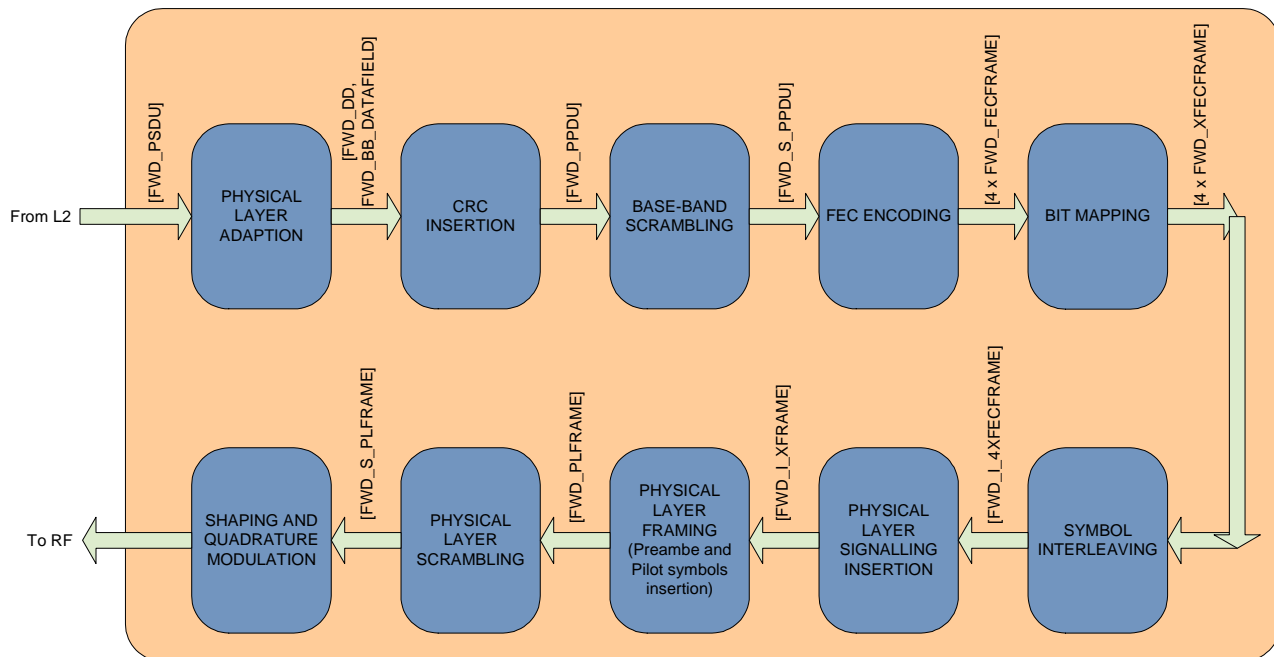 From L2
[FWD_PSDU]
PHYSICAL
LAYER
ADAPTION
[FWD_DD,
FWD_BB_DATAFIELD]
CRC
INSERTION
[FWD_PPDU]
BASE-BAND
SCRAMBLING
[FWD_S_PPDU]
FEC ENCODING
[4 x FWD_FECFRAME]
BIT MAPPING
[4 x FWD_XFECFRAME]
SYMBOL
INTERLEAVING
[FWD_I_4XFECFRAME]
PHYSICAL
LAYER
SIGNALLING
INSERTION
[FWD_I_XFRAME]
PHYSICAL
LAYER
FRAMING
(Preambe and
Pilot symbols
insertion)
[FWD_PLFRAME]
PHYSICAL
LAYER
SCRAMBLING
[FWD_S_PLFRAME]
SHAPING AND
QUADRATURE
MODULATION
To RF